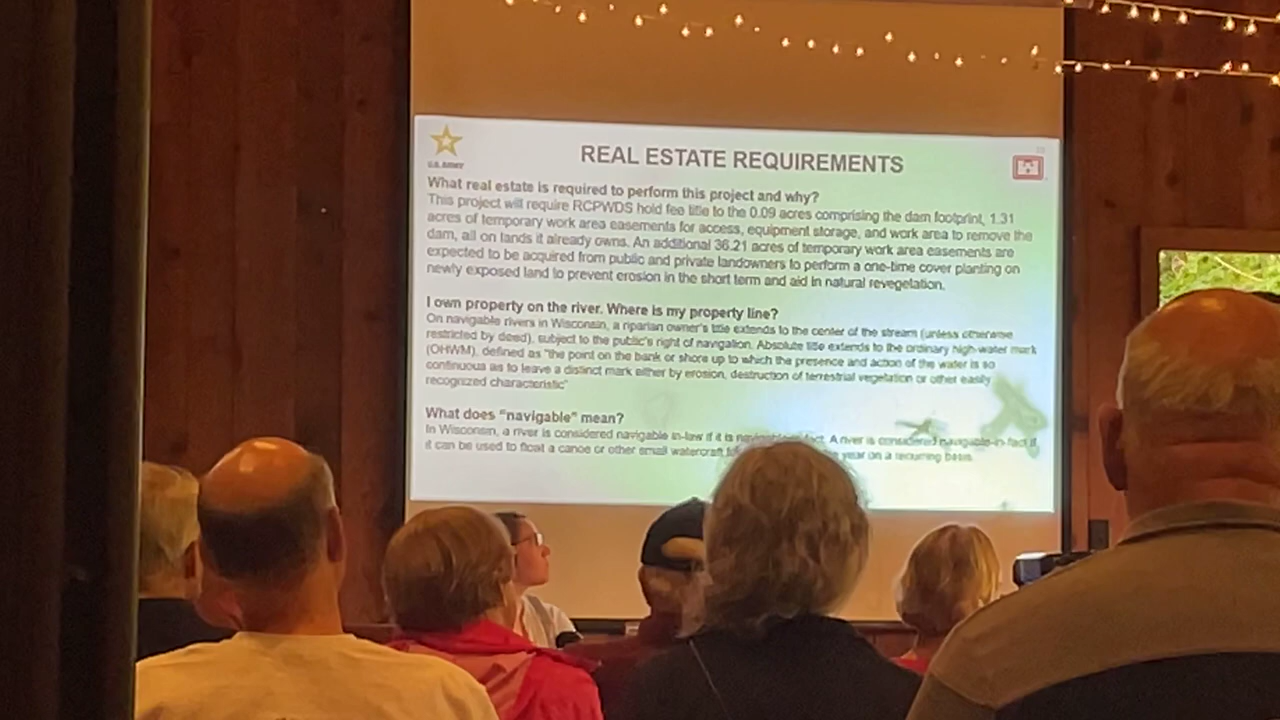 U.S. ARMY
REAL ESTATE REQUIREMENTS
What real estate is required to perform this project and why?
This project will require RCPWDS hold fee title to the 0.09 acres comprising the dam footprint, 1.31
acres of temporary work area easements for access, equipment storage, and work area to remove the
dam, all on lands it already owns. An additional 36.21 acres of temporary work area easements are
expected to be acquired from public and private landowners to perform a one-time cover planting on
newly exposed land to prevent erosion in the short term and aid in natural revegetation.
I own property on the river. Where is my property line?
On navigable rivers in Wisconsin, a riparian owner's title extends to the center of the stream (unless otherwise
restricted by deed), subject to the public's right of navigation. Absolute title extends to the ordinary high-water mark
(OHWM), defined as "the point on the bank or shore up to which the presence and action of the water is so
continuous as to leave a distinct mark either by erosion, destruction of terrestrial vegetation or other easily
recognized characteristic"
What does "navigable" mean?
In Wisconsin, a river is considered navigable in-law if it is fact. A river is considered navigable-in-fact if
it can be used to float a canoe or other small watercraft year on a recurring basis.